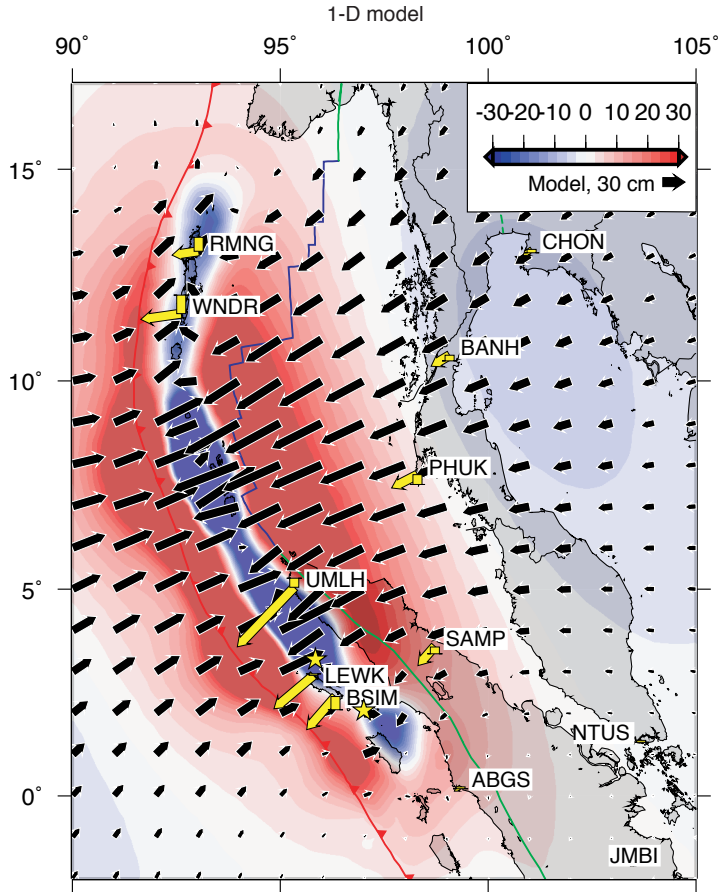 1-D model
90° 95° 100° 105°
-30-20-10 0 10 20 30
Model, 30 cm
15°
CHON
RMNG
WNDR
BANH
10°
PHUK
5°
UMLH
SAMP
LEWK
BSIM
NTUS
ABGS
0°
JMBI